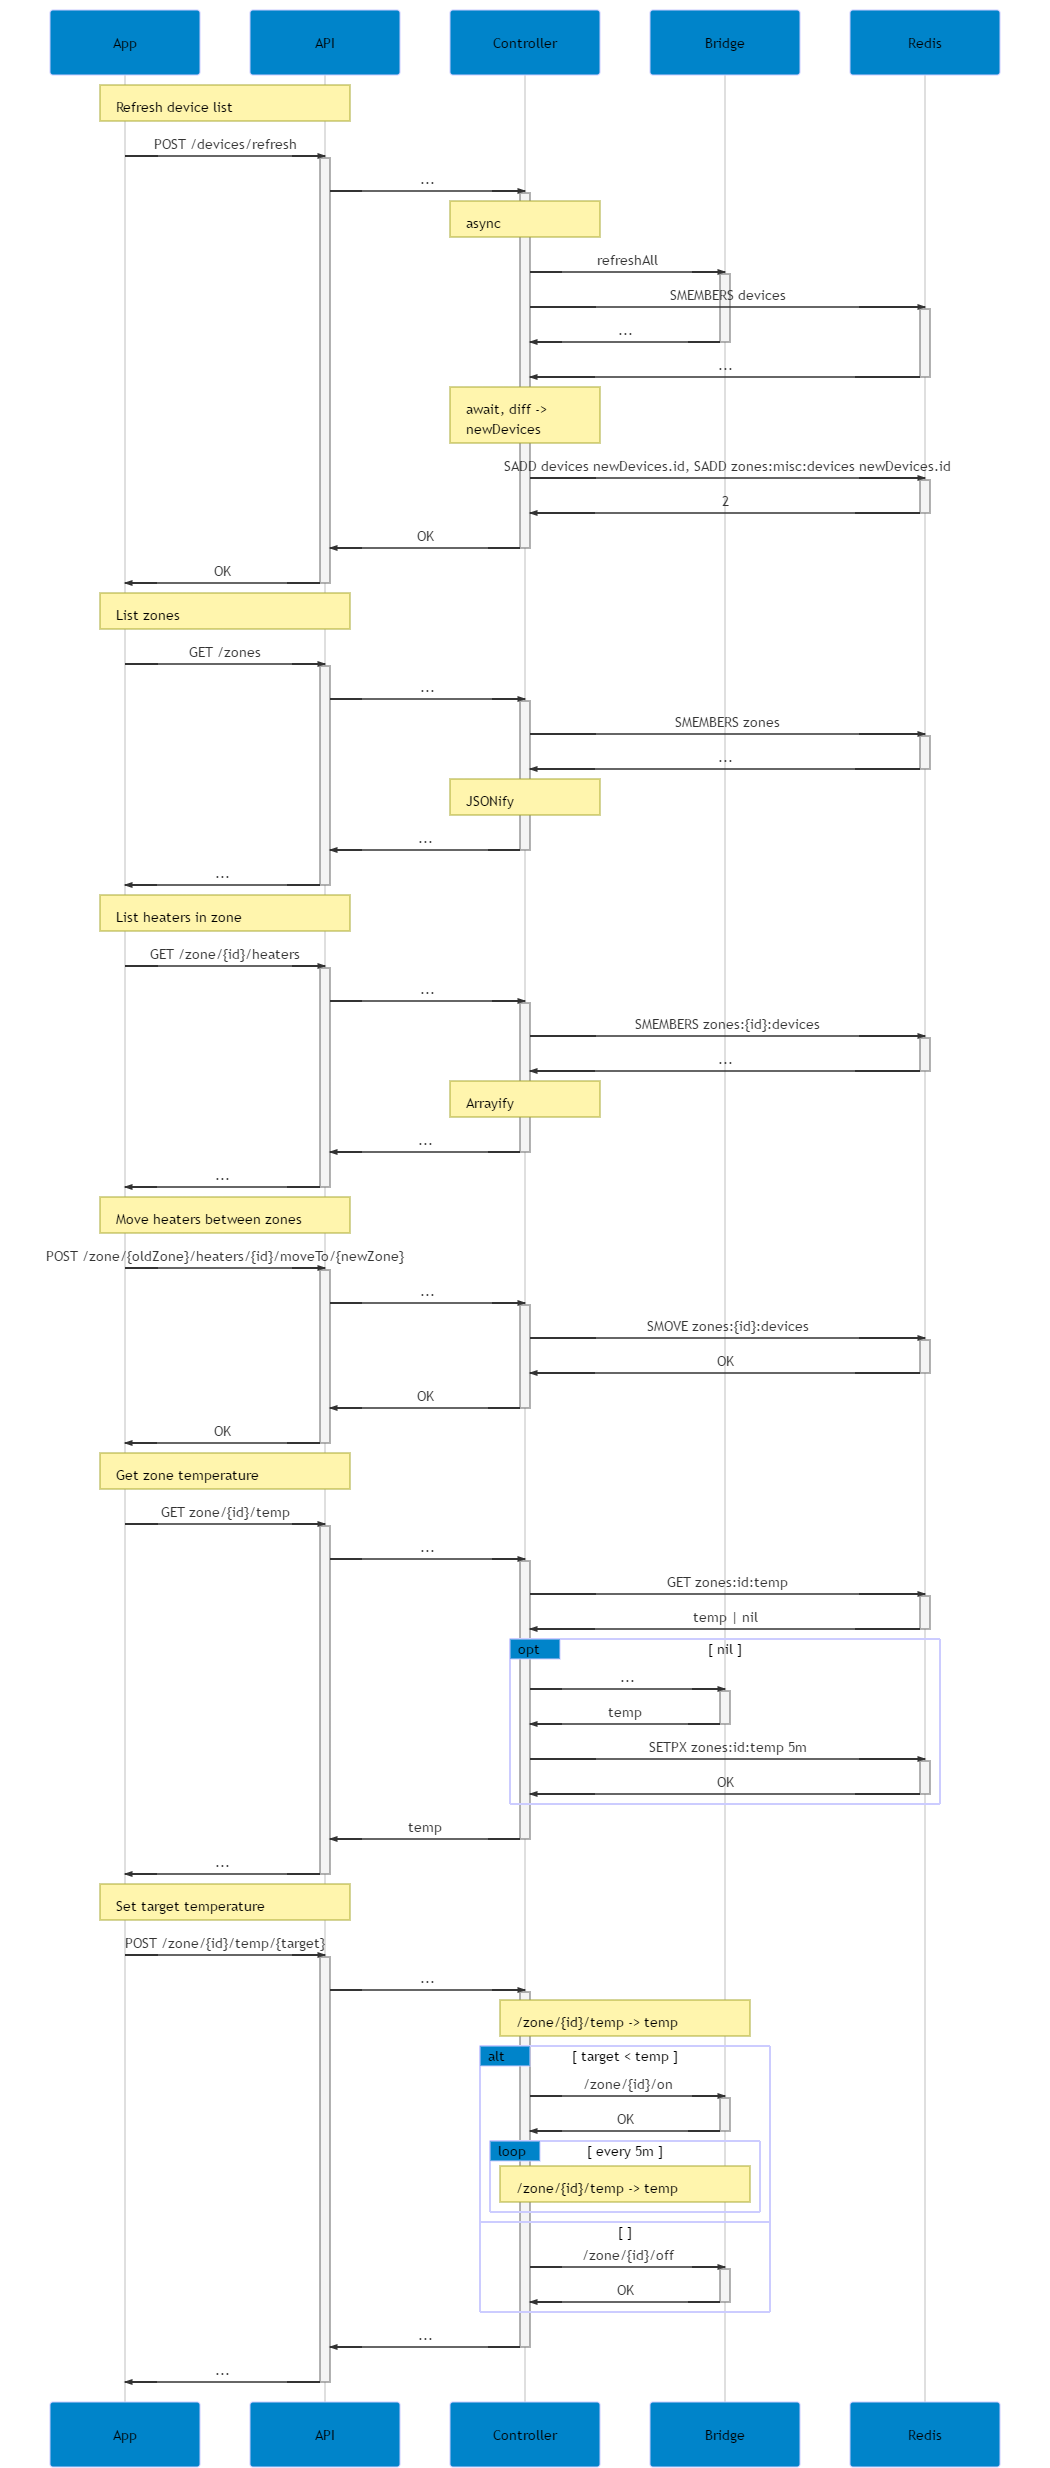 App
API
Controller
Bridge
Redis
Refresh device list
POST /devices/refresh
...
async
refreshAll
SMEMBERS devices
...
...
await, diff ->
newDevices
SADD devices newDevices.id, SADD zones:misc:devices newDevices.id
2
OK
OK
List zones
GET /zones
...
SMEMBERS zones
...
JSONify
...
...
List heaters in zone
GET /zone/{id}/heaters
...
SMEMBERS zones:{id}:devices
...
Arrayify
...
...
Move heaters between zones
POST /zone/{oldZone}/heaters/{id}/moveTo/{newZone}
...
SMOVE zones:{id}:devices
OK
OK
OK
Get zone temperature
GET zone/{id}/temp
...
GET zones:id:temp
temp | nil
opt
[ nil ]
...
temp
SETPX zones:id:temp 5m
OK
temp
...
Set target temperature
POST /zone/{id}/temp/{target}
...
/zone/{id}/temp -> temp
alt
[ target < temp ]
/zone/{id}/on
OK
loop
[ every 5m ]
/zone/{id}/temp -> temp
[ ]
/zone/{id}/off
OK
...
...
App
API
Controller
Bridge
Redis